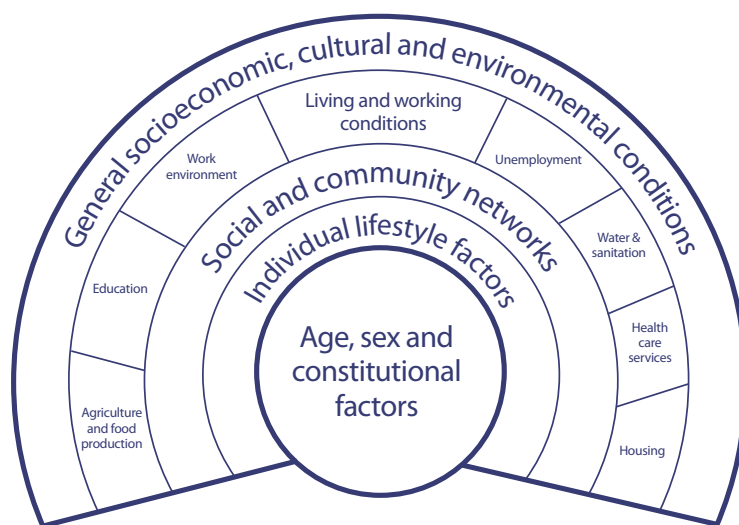 General socioeconomic, cultural and environmental conditions
Living and working
conditions
Work
environment
Unemployment
Education
Water &
sanitation
Agriculture
and food
production
Health
care
services
Housing
Social and community networks
Individual lifestyle factors
Age, sex and
constitutional
factors